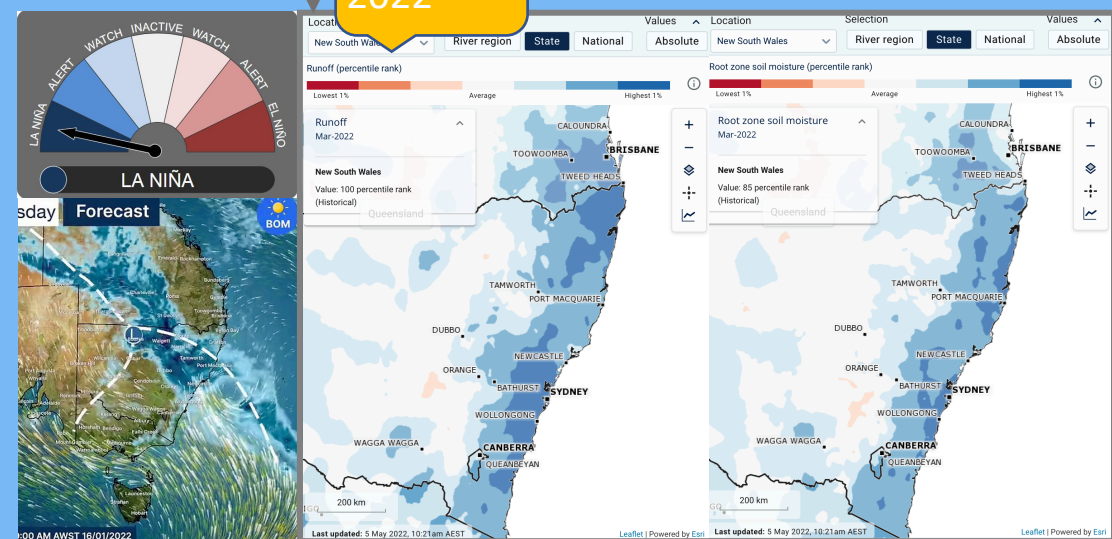 2022
LA NIÑA
ALERT
WATCH
INACTIVE
WATCH
ALERT
EL NIÑO
LA NIÑA
sday Forecast
BOM
:00 AM AWST 16/01/2022
Values
New South Wales
River region
State
National
Absolute
Runoff (percentile rank)
Lowest 1%
Average
Highest 1%
Runoff
Mar-2022
New South Wales
Value: 100 percentile rank
(Historical)
Queensland
CALOUNDRA
BRISBANE
TOOWOOMBA
TWEED HEADS
TAMWORTH
PORT MACQUARIE
DUBBO
NEWCASTLE
ORANGE
BATHURST
SYDNEY
WOLLONGONG
WAGGA WAGGA
CANBERRA
QUEANBEYAN
200 km
Last updated: 5 May 2022, 10:21am AEST
Leaflet | Powered by Esri
Location
Selection
Values
New South Wales
River region
State
National
Absolute
Root zone soil moisture (percentile rank)
Lowest 1%
Average
Highest 1%
Root zone soil moisture
Mar-2022
New South Wales
Value: 85 percentile rank
(Historical)
Queensland
CALOUNDRA
BRISBANE
TOOWOOMBA
TWEED HEADS
TAMWORTH
PORT MACQUARIE
DUBBO
NEWCASTLE
ORANGE
BATHURST
SYDNEY
WOLLONGONG
WAGGA WAGGA
CANBERRA
QUEANBEYAN
200 km
Last updated: 5 May 2022, 10:21am AEST
Leaflet | Powered by Esri